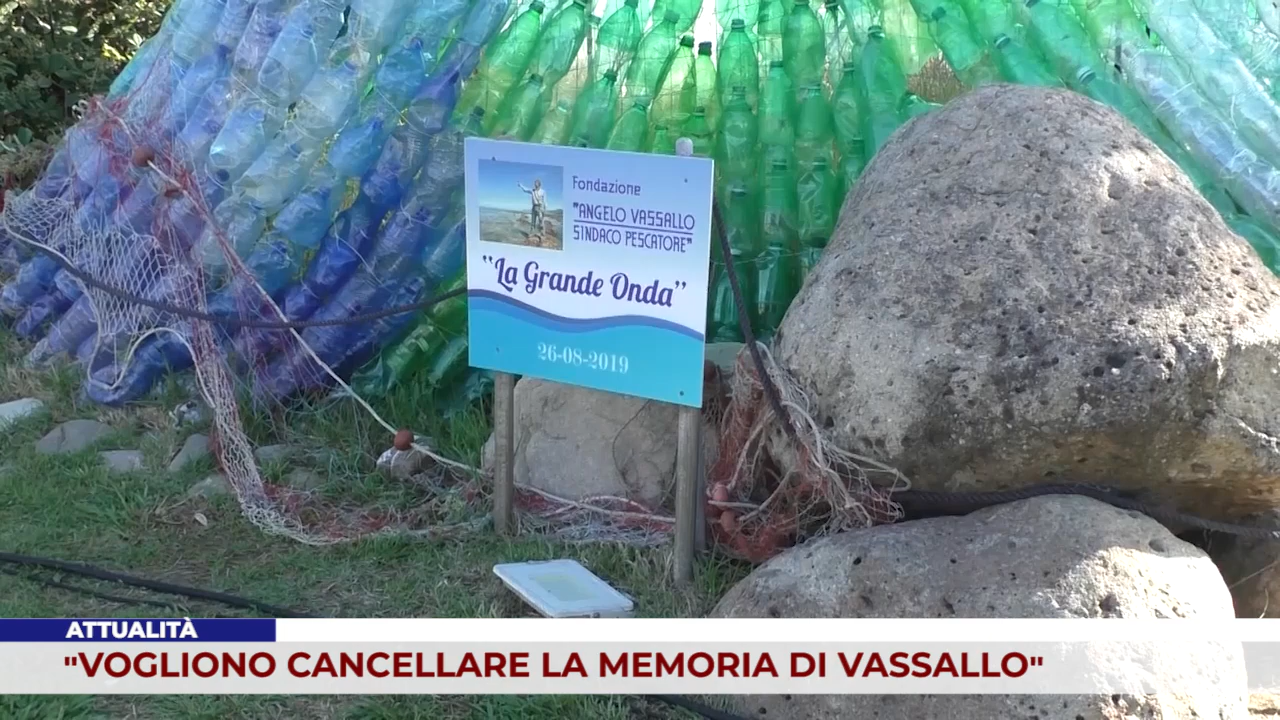 Fondazione
"ANGELO VASSALLO
SINDACO PESCATORE"
"La Grande Onda"
26-08-2019
ATTUALITÀ
"VOGLIONO CANCELLARE LA MEMORIA DI VASSALLO"